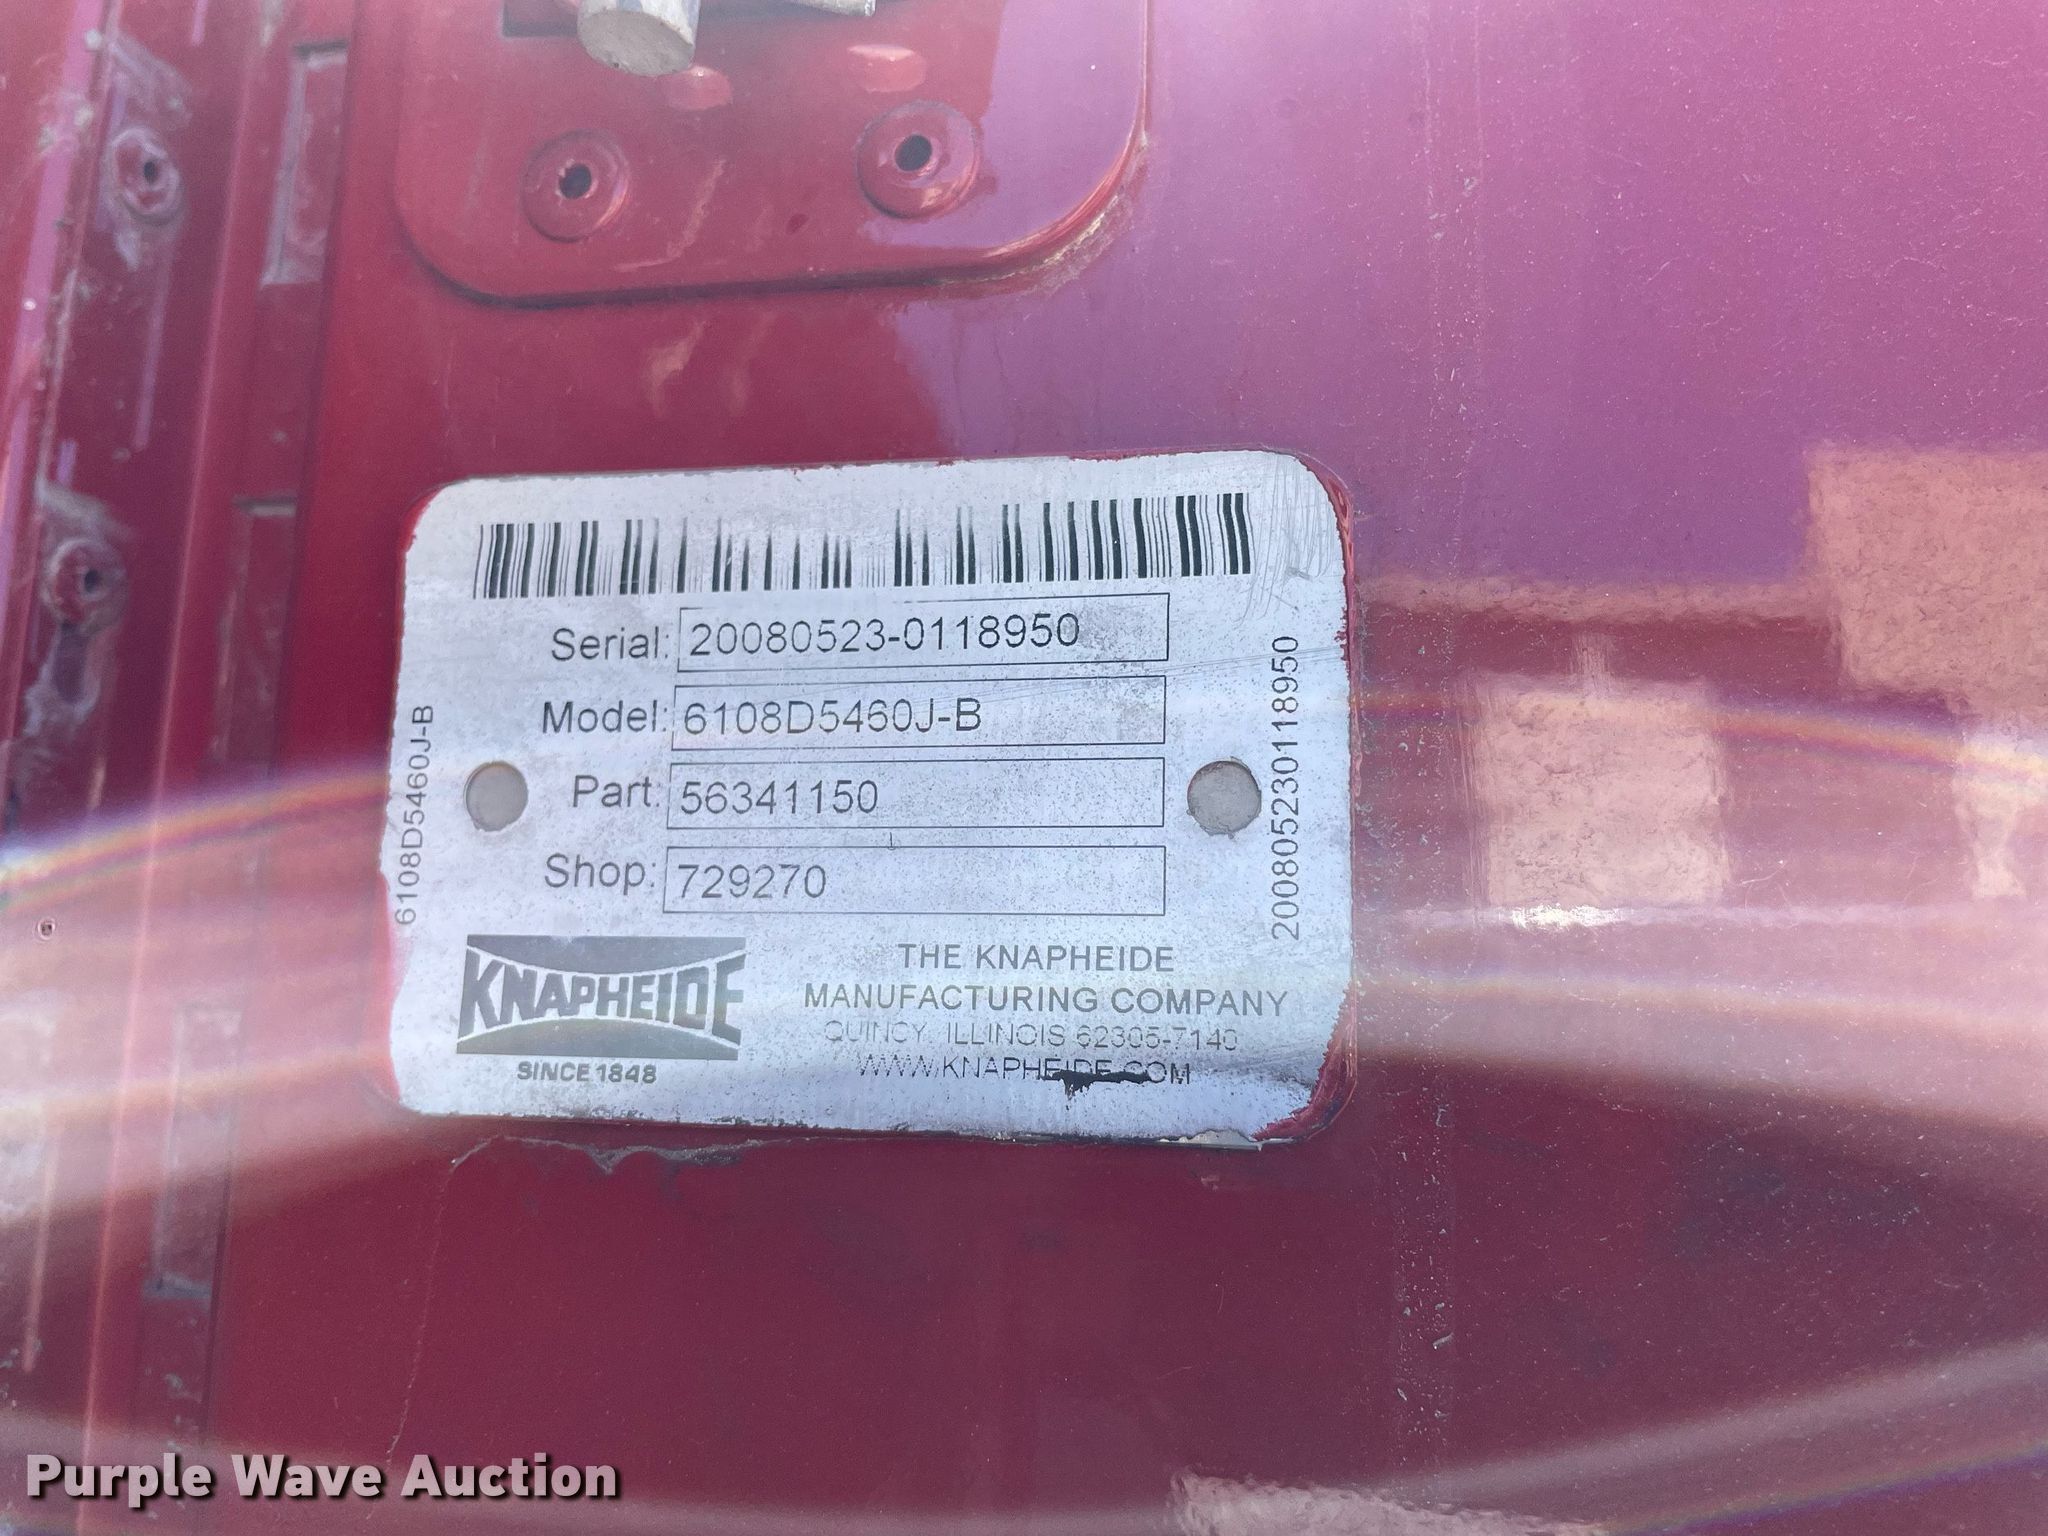 Serial: 20080523-0118950
Model: 6108D5460J-B
Part: 56341150
Shop: 729270
6108D5460J-B
200805230118950
KNAPHEIDE
SINCE 1848
THE KNAPHEIDE
MANUFACTURING COMPANY
QUINCY, ILLINOIS 62305-7140
WWW.KNAPHEIDE.COM
Purple Wave Auction